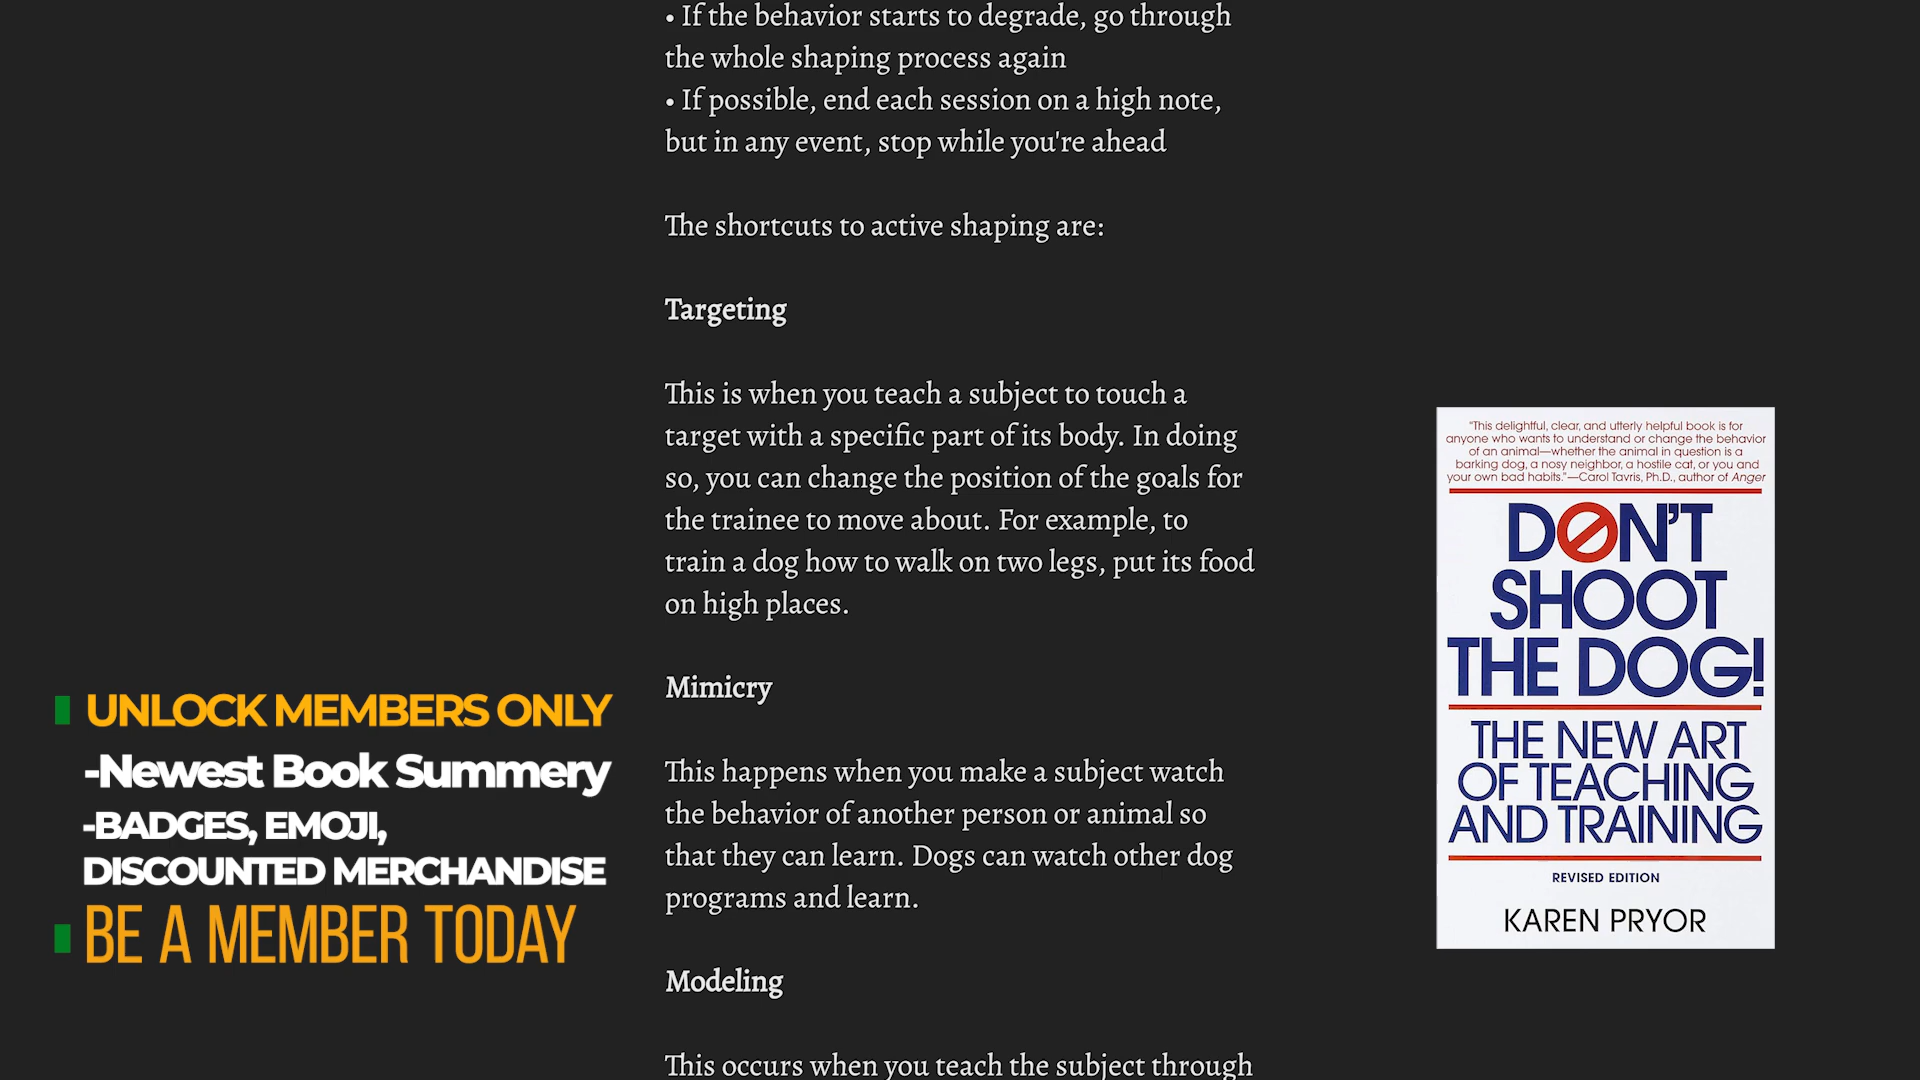 • If the behavior starts to degrade, go through
the whole shaping process again
• If possible, end each session on a high note,
but in any event, stop while you're ahead
The shortcuts to active shaping are:
Targeting
This is when you teach a subject to touch a
target with a specific part of its body. In doing
so, you can change the position of the goals for
the trainee to move about. For example, to
train a dog how to walk on two legs, put its food
on high places.
Mimicry
This happens when you make a subject watch
the behavior of another person or animal so
that they can learn. Dogs can watch other dog
programs and learn.
Modeling
This occurs when you teach the subject through
UNLOCK MEMBERS ONLY
-Newest Book Summery
-BADGES, EMOJI,
DISCOUNTED MERCHANDISE
BE A MEMBER TODAY
"This delightful, clear, and utterly helpful book is for
anyone who wants to understand or change the behavior
of an animal—whether the animal in question is a
barking dog, a nosy neighbor, a hostile cat, or you and
your own bad habits."—Carol Tavris, Ph.D., author of Anger
DON'T
SHOOT
THE DOG!
THE NEW ART
OF TEACHING
AND TRAINING
REVISED EDITION
KAREN PRYOR